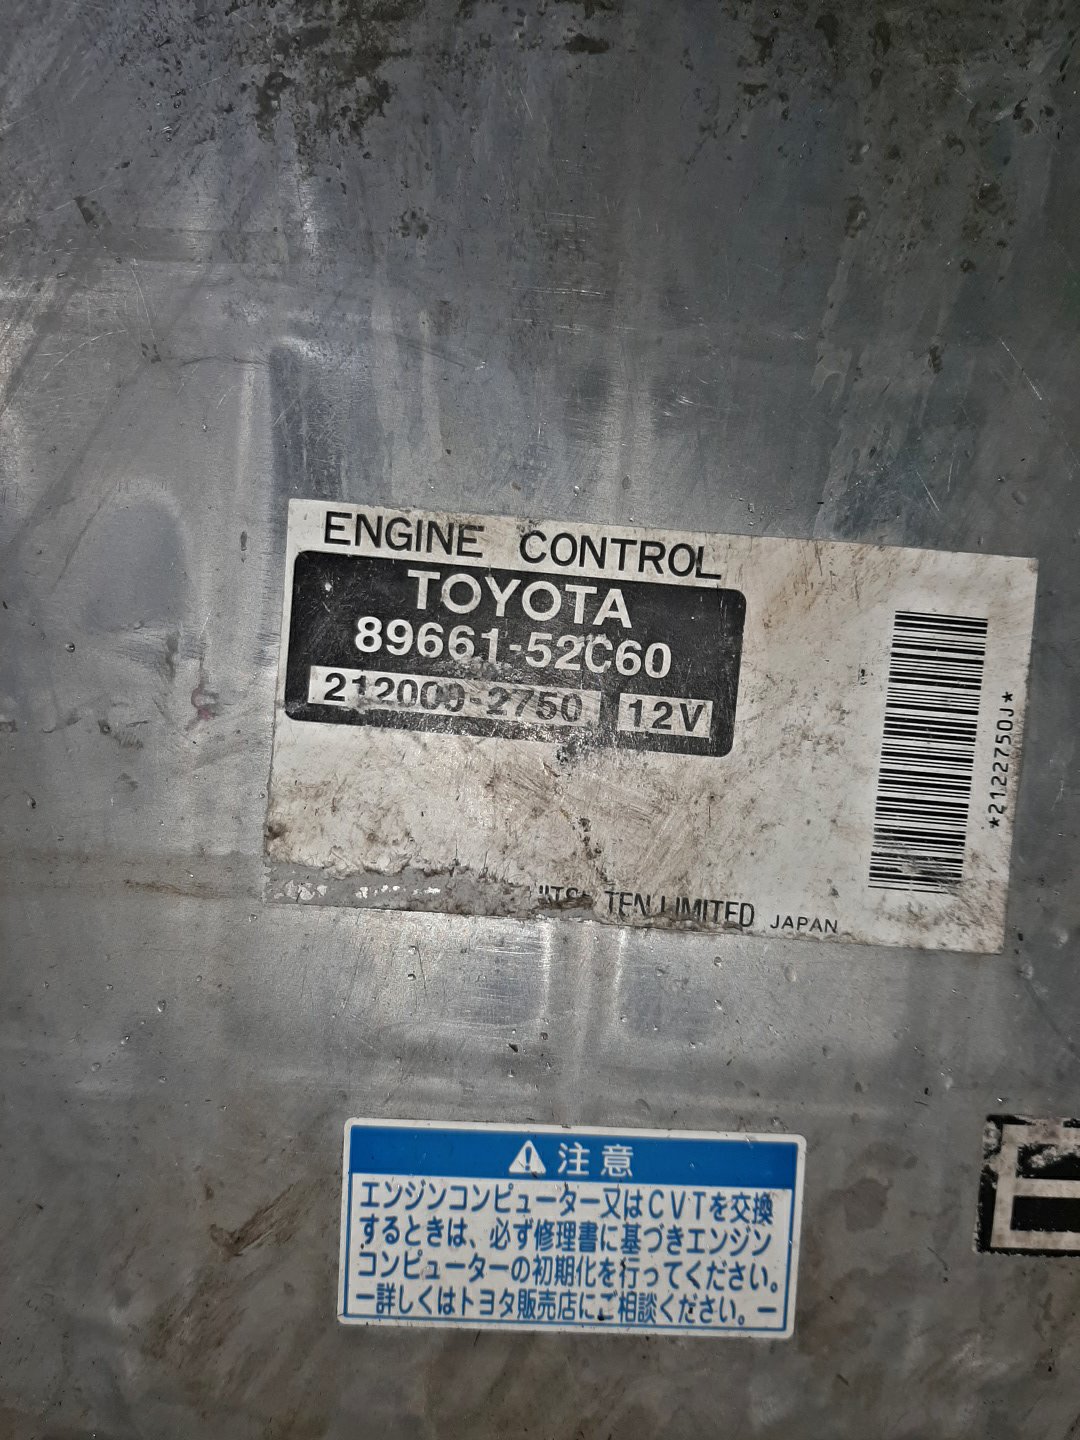 ENGINE CONTROL
TOYOTA
89661-52C60
212000-2750 12V
*2122750J*
TEN LIMITED JAPAN
注意
エンジンコンピューター又はCVTを交換
するときは、必ず修理書に基づきエンジン
コンピューターの初期化を行ってください。
ー詳しくはトヨタ販売店にご相談ください。ー